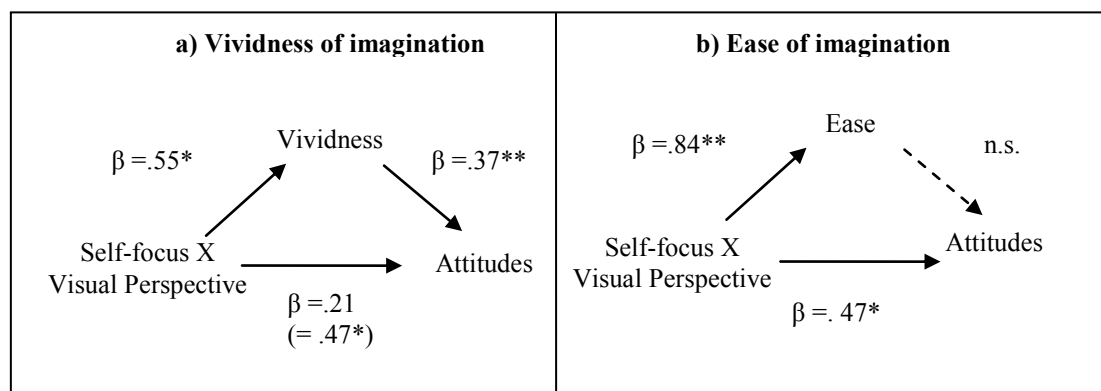 a) Vividness of imagination
Vividness
β =.55*
β =.37**
Self-focus X
Visual Perspective
Attitudes
β =.21
(= .47*)
b) Ease of imagination
Ease
β =.84**
n.s.
Self-focus X
Visual Perspective
Attitudes
β =. 47*